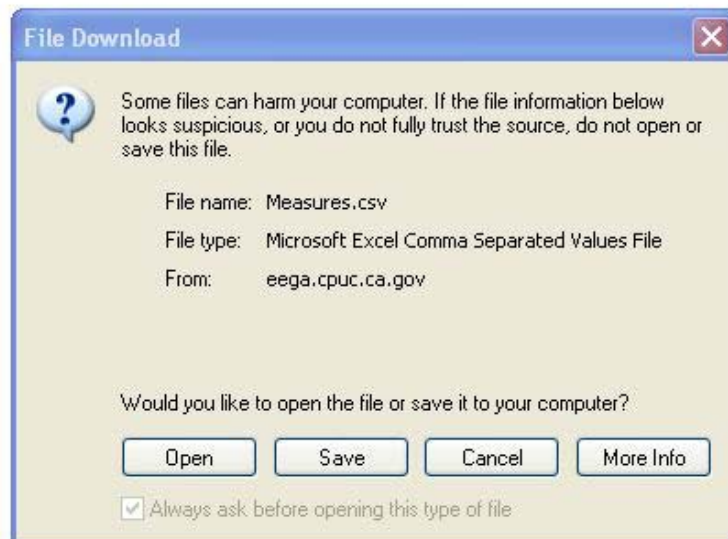 File Download
Some files can harm your computer. If the file information below
looks suspicious, or you do not fully trust the source, do not open or
save this file.
File name: Measures.csv
File type: Microsoft Excel Comma Separated Values File
From: eega.cpuc.ca.gov
Would you like to open the file or save it to your computer?
Open Save Cancel More Info
Always ask before opening this type of file